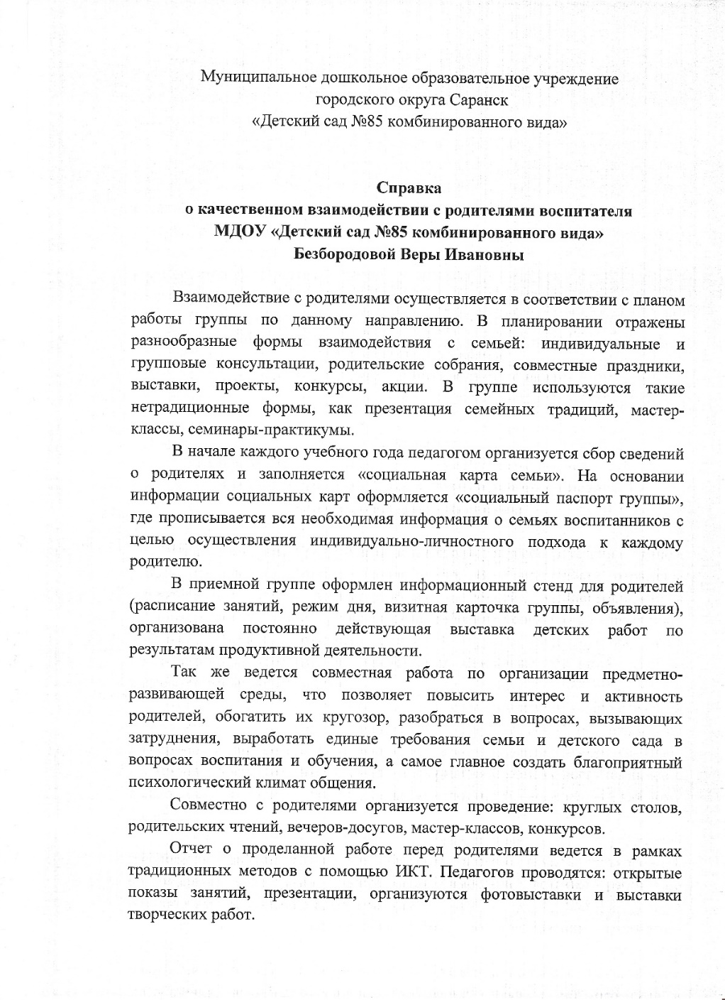 Муниципальное дошкольное образовательное учреждение
городского округа Саранск
«Детский сад №85 комбинированного вида»
Справка
о качественном взаимодействии с родителями воспитателя
МДОУ «Детский сад №85 комбинированного вида»
Безбородовой Веры Ивановны
Взаимодействие с родителями осуществляется в соответствии с планом
работы группы по данному направлению. В планировании отражены
разнообразные формы взаимодействия с семьей: индивидуальные и
групповые консультации, родительские собрания, совместные праздники,
выставки, проекты, конкурсы, акции. В группе используются такие
нетрадиционные формы, как презентация семейных традиций, мастер-
классы, семинары-практикумы.
В начале каждого учебного года педагогом организуется сбор сведений
о родителях и заполняется «социальная карта семьи». На основании
информации социальных карт оформляется «социальный паспорт группы»,
где прописывается вся необходимая информация о семьях воспитанников с
целью осуществления индивидуально-личностного подхода к каждому
родителю.
В приемной группе оформлен информационный стенд для родителей
(расписание занятий, режим дня, визитная карточка группы, объявления),
организована постоянно действующая выставка детских работ по
результатам продуктивной деятельности.
Так же ведется совместная работа по организации предметно-
развивающей среды, что позволяет повысить интерес и активность
родителей, обогатить их кругозор, разобраться в вопросах, вызывающих
затруднения, выработать единые требования семьи и детского сада в
вопросах воспитания и обучения, а самое главное создать благоприятный
психологический климат общения.
Совместно с родителями организуется проведение: круглых столов,
родительских чтений, вечеров-досугов, мастер-классов, конкурсов.
Отчет о проделанной работе перед родителями ведется в рамках
традиционных методов с помощью ИКТ. Педагогов проводятся: открытые
показы занятий, презентации, организуются фотовыставки и выставки
творческих работ.